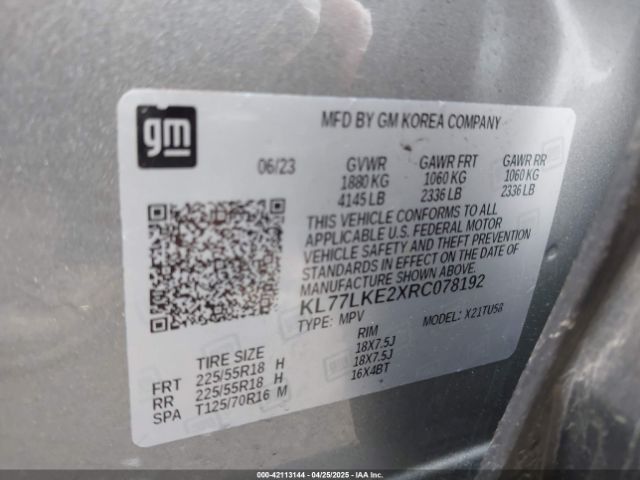 gm
MFD BY GM KOREA COMPANY
06/23 GVWR GAWR FRT GAWR RR
1880 KG 1060 KG 1060 KG
4145 LB 2336 LB 2336 LB
THIS VEHICLE CONFORMS TO ALL
APPLICABLE U.S. FEDERAL MOTOR
VEHICLE SAFETY AND THEFT PREVENTION
STANDARDS IN EFFECT ON THE DATE OF
MANUFACTURE SHOWN ABOVE.
KL77LKE2XRC078192
TYPE: MPV MODEL: X21TU58
TIRE SIZE RIM
FRT 225/55R18 H 18X7.5J
RR 225/55R18 H 18X7.5J
SPA T125/70R16 M 16X4BT
000-42113144 - 04/25/2025 - IAA Inc.